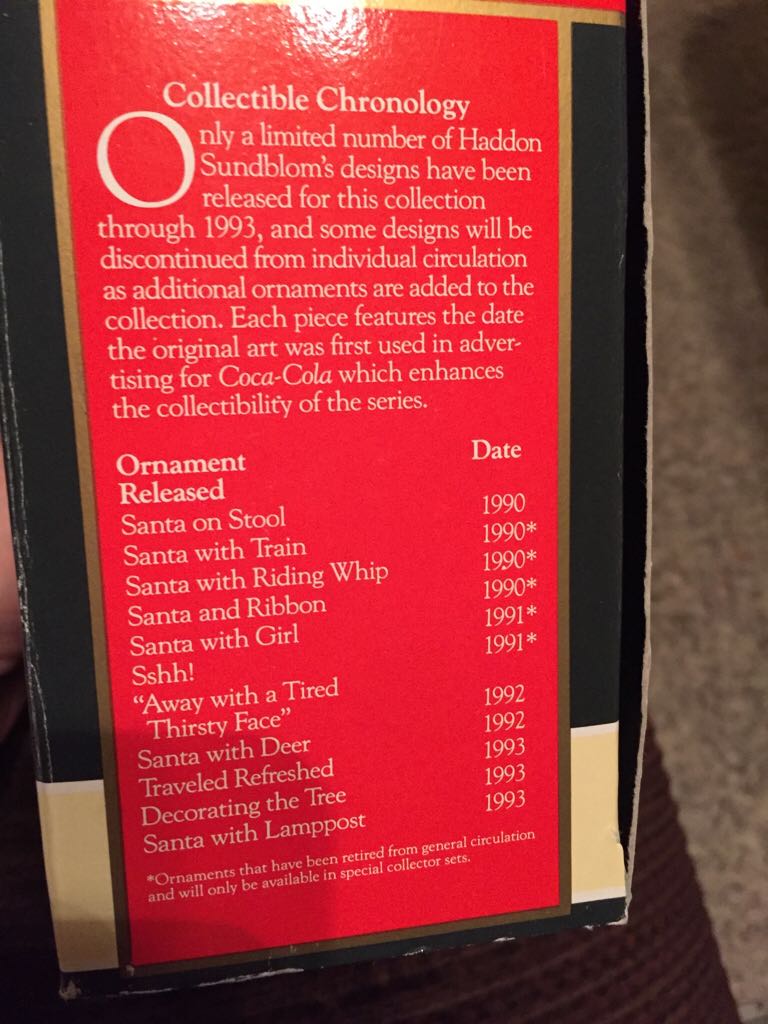 Collectible Chronology
Only a limited number of Haddon
Sundblom's designs have been
released for this collection
through 1993, and some designs will be
discontinued from individual circulation
as additional ornaments are added to the
collection. Each piece features the date
the original art was first used in adver-
tising for Coca-Cola which enhances
the collectibility of the series.
Ornament Date
Released
Santa on Stool 1990
Santa with Train 1990*
Santa with Riding Whip 1990*
Santa and Ribbon 1990*
Santa with Girl 1991*
Sshh! 1991*
"Away with a Tired
Thirsty Face" 1992
Santa with Deer 1992
Traveled Refreshed 1993
Decorating the Tree 1993
Santa with Lamppost 1993
*Ornaments that have been retired from general circulation
and will only be available in special collector sets.